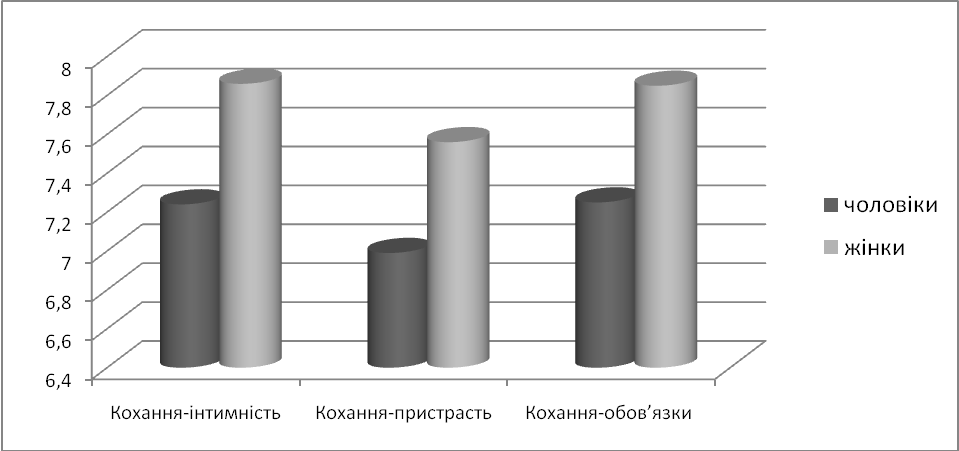 8
7,8
7,6
7,4
7,2
7
6,8
6,6
6,4
Кохання-інтимність
Кохання-пристрасть
Кохання-обов’язки
чоловіки
жінки